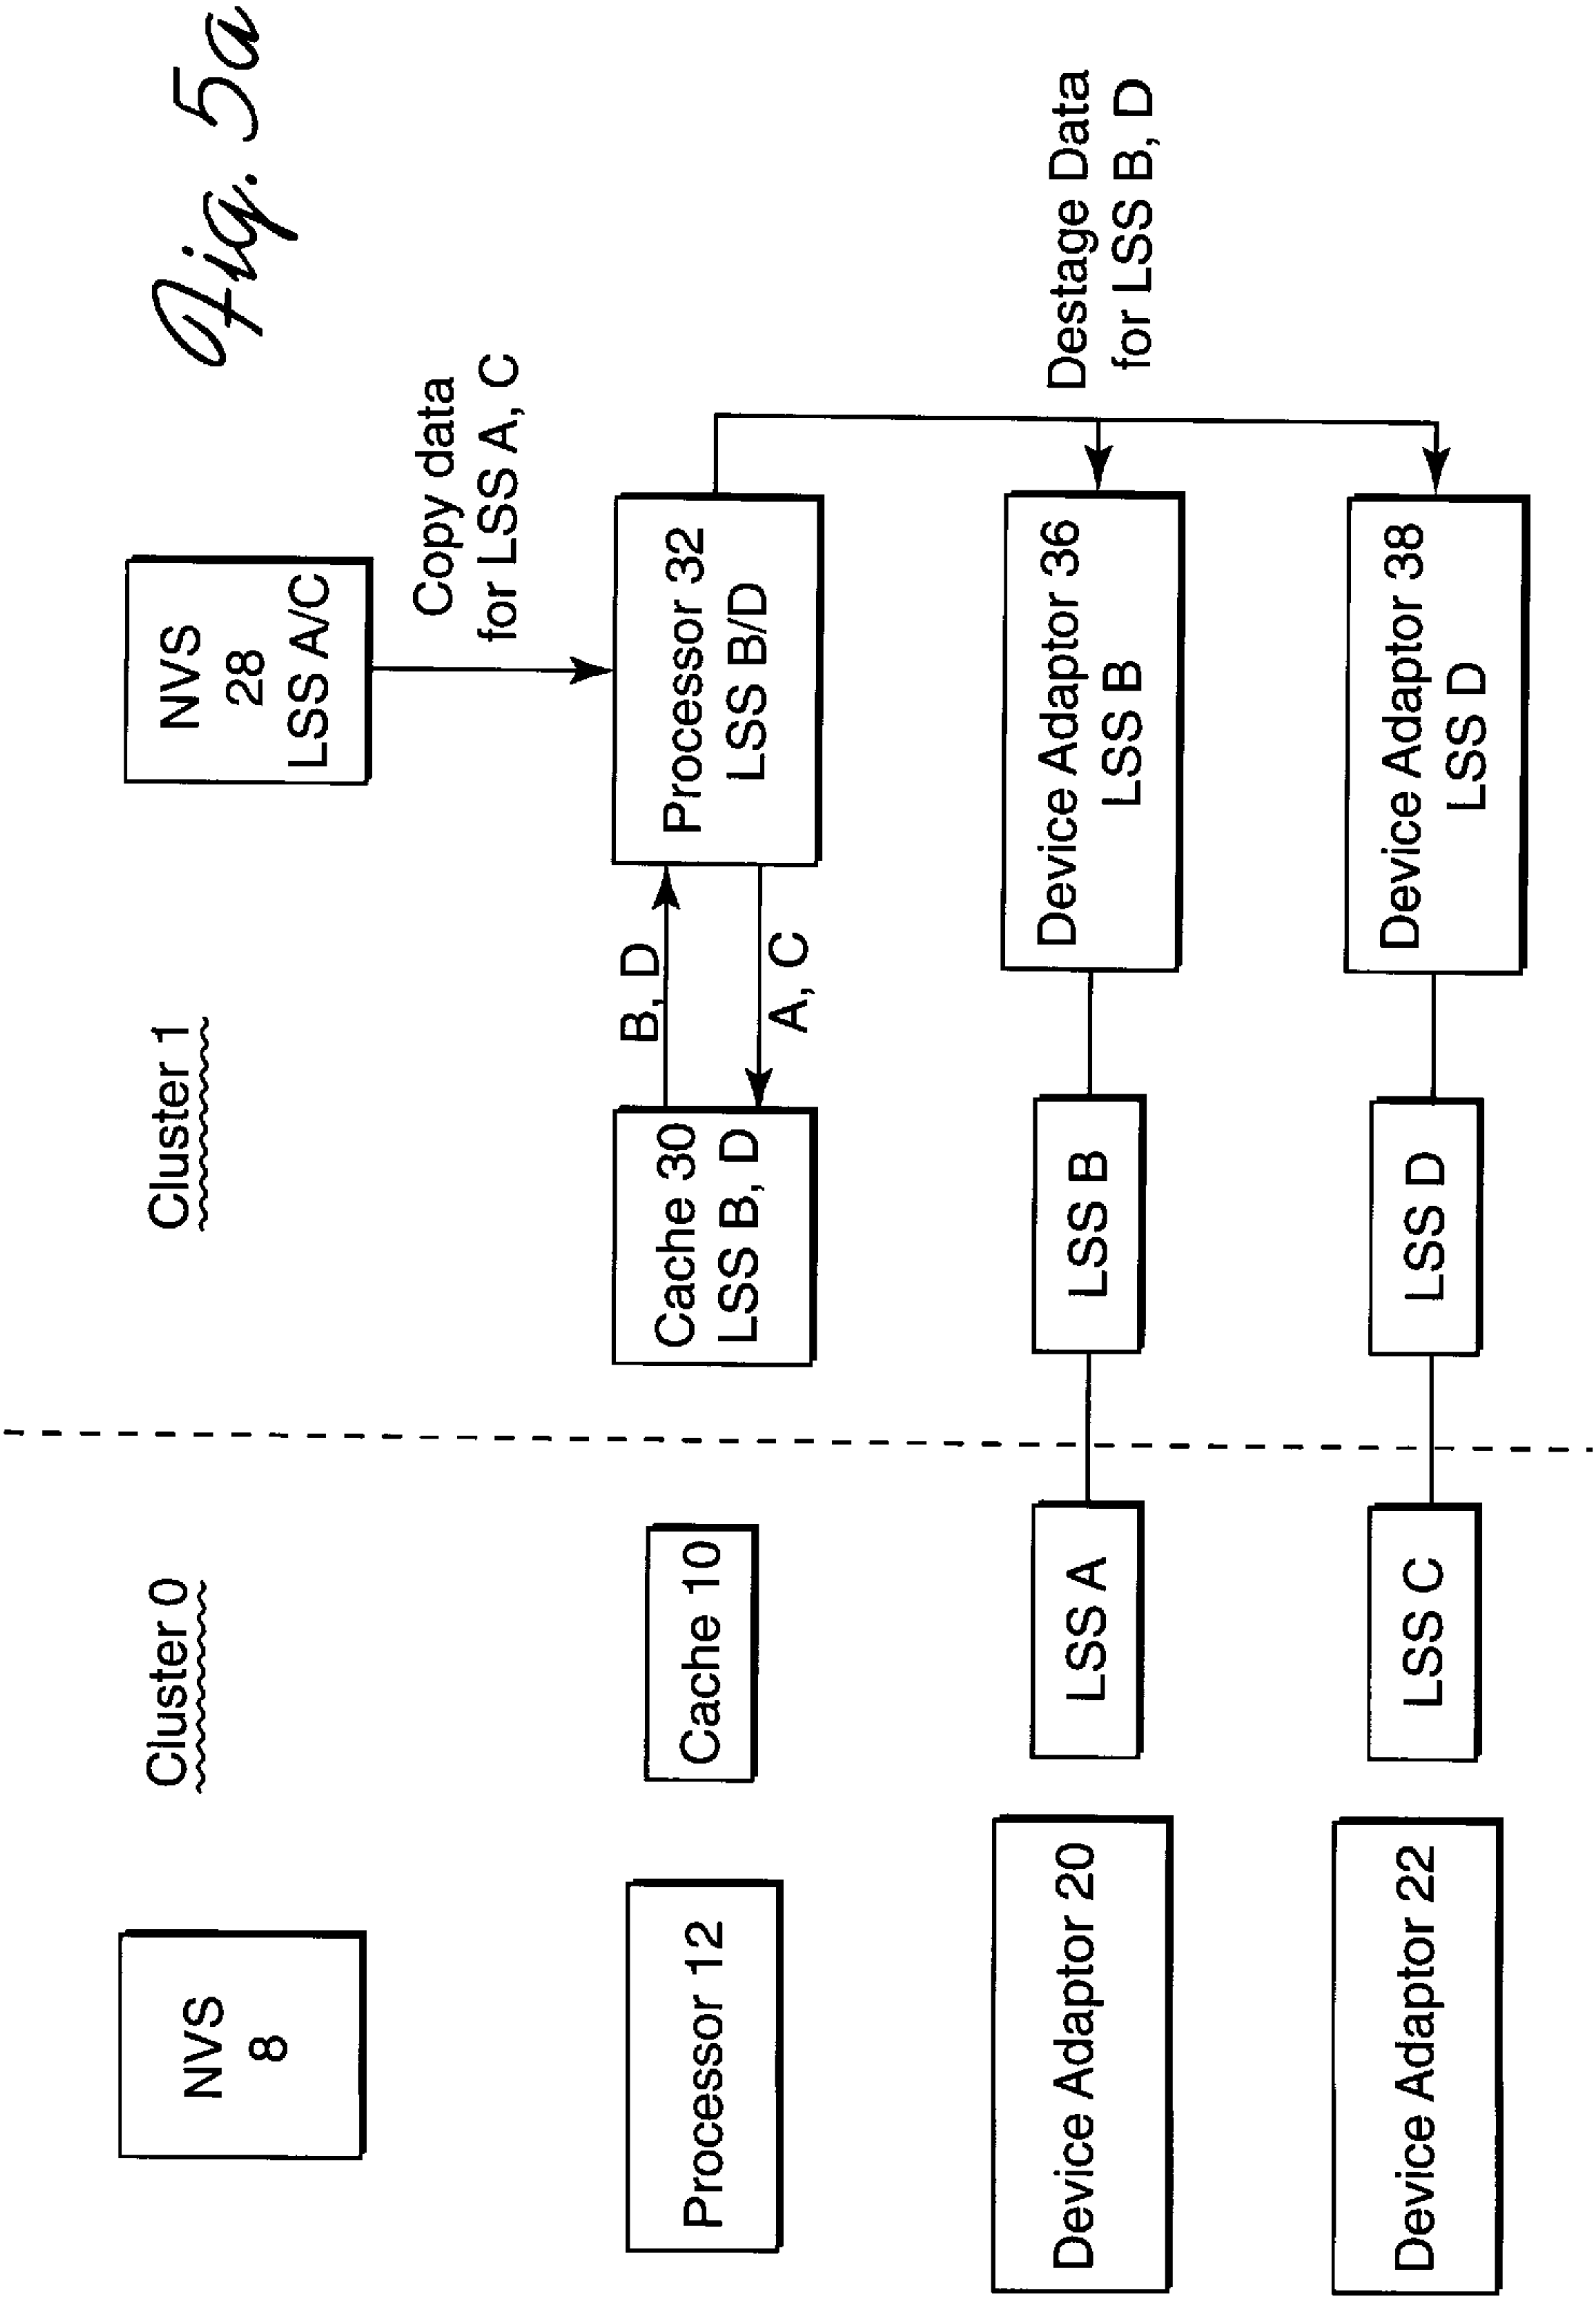 Fig. 5a
Cluster 0
Cluster 1
NVS
8
NVS
28
LSS A/C
Copy data
for LSS A, C
Processor 12
Cache 10
Cache 30
LSS B, D
B, D
A, C
Processor 32
LSS B/D
Device Adaptor 20
LSS A
LSS B
Device Adaptor 36
LSS B
Destage Data
for LSS B, D
Device Adaptor 22
LSS C
LSS D
Device Adaptor 38
LSS D